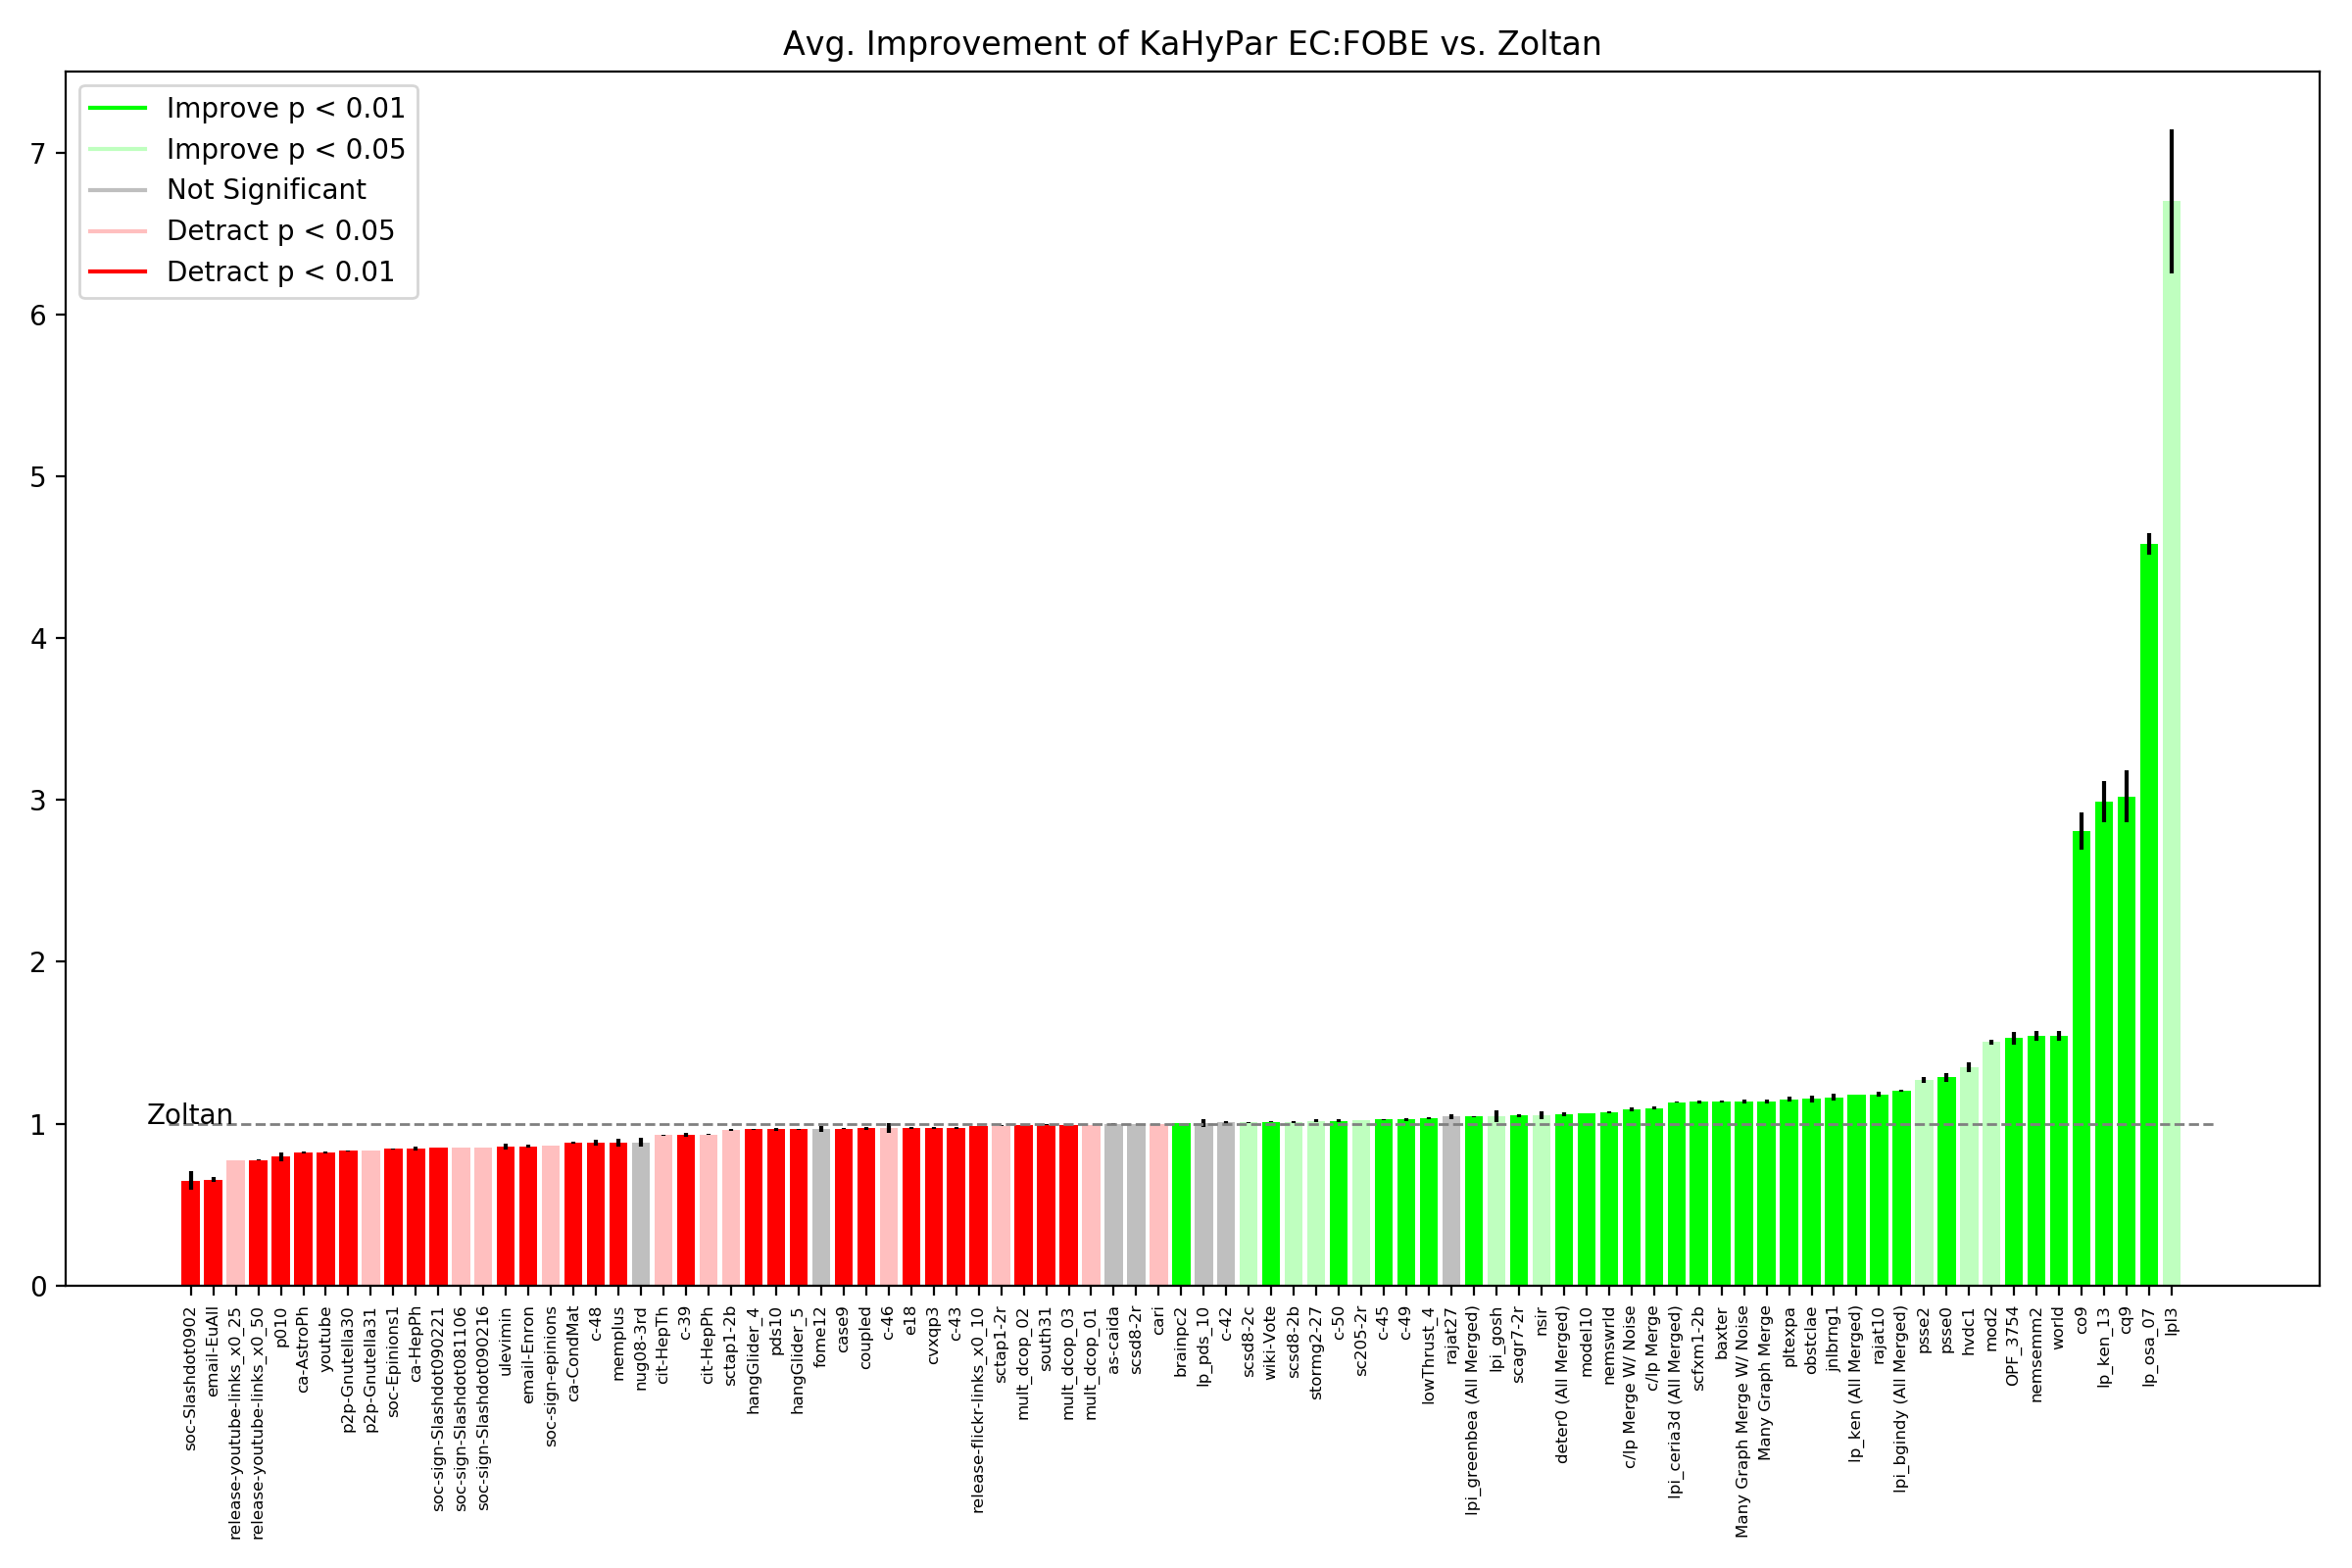 Avg. Improvement of KaHyPar EC:FOBE vs. Zoltan
Improve p < 0.01
Improve p < 0.05
Not Significant
Detract p < 0.05
Detract p < 0.01
7
6
5
4
3
2
1
0
Zoltan
soc-Slashdot0902
email-EuAll
release-youtube-links_x0_25
release-youtube-links_x0_50
p010
ca-AstroPh
youtube
p2p-Gnutella30
p2p-Gnutella31
soc-Epinions1
ca-HepPh
soc-sign-Slashdot090221
soc-sign-Slashdot081106
soc-sign-Slashdot090216
ulevimin
email-Enron
soc-sign-epinions
ca-CondMat
c-48
memplus
nug08-3rd
cit-HepTh
c-39
cit-HepPh
sctap1-2b
hangGlider_4
pds10
hangGlider_5
fome12
case9
coupled
c-46
e18
cvxqp3
c-43
release-flickr-links_x0_10
sctap1-2r
mult_dcop_02
south31
mult_dcop_03
mult_dcop_01
as-caida
scsd8-2r
cari
brainpc2
lp_pds_10
c-42
scsd8-2c
wiki-Vote
scsd8-2b
stormg2-27
c-50
sc205-2r
c-45
c-49
lowThrust_4
rajat27
lpi_greenbea (All Merged)
lpi_gosh
scagr7-2r
nsir
deter0 (All Merged)
model10
nemswrld
c/lp Merge W/ Noise
c/lp Merge
lpi_ceria3d (All Merged)
scfxm1-2b
baxter
Many Graph Merge W/ Noise
Many Graph Merge
pltexpa
obstclae
jnlbrng1
lp_ken (All Merged)
rajat10
lpi_bgindy (All Merged)
psse2
psse0
hvdc1
mod2
OPF_3754
nemsemm2
world
co9
lp_ken_13
cq9
lp_osa_07
lpl3